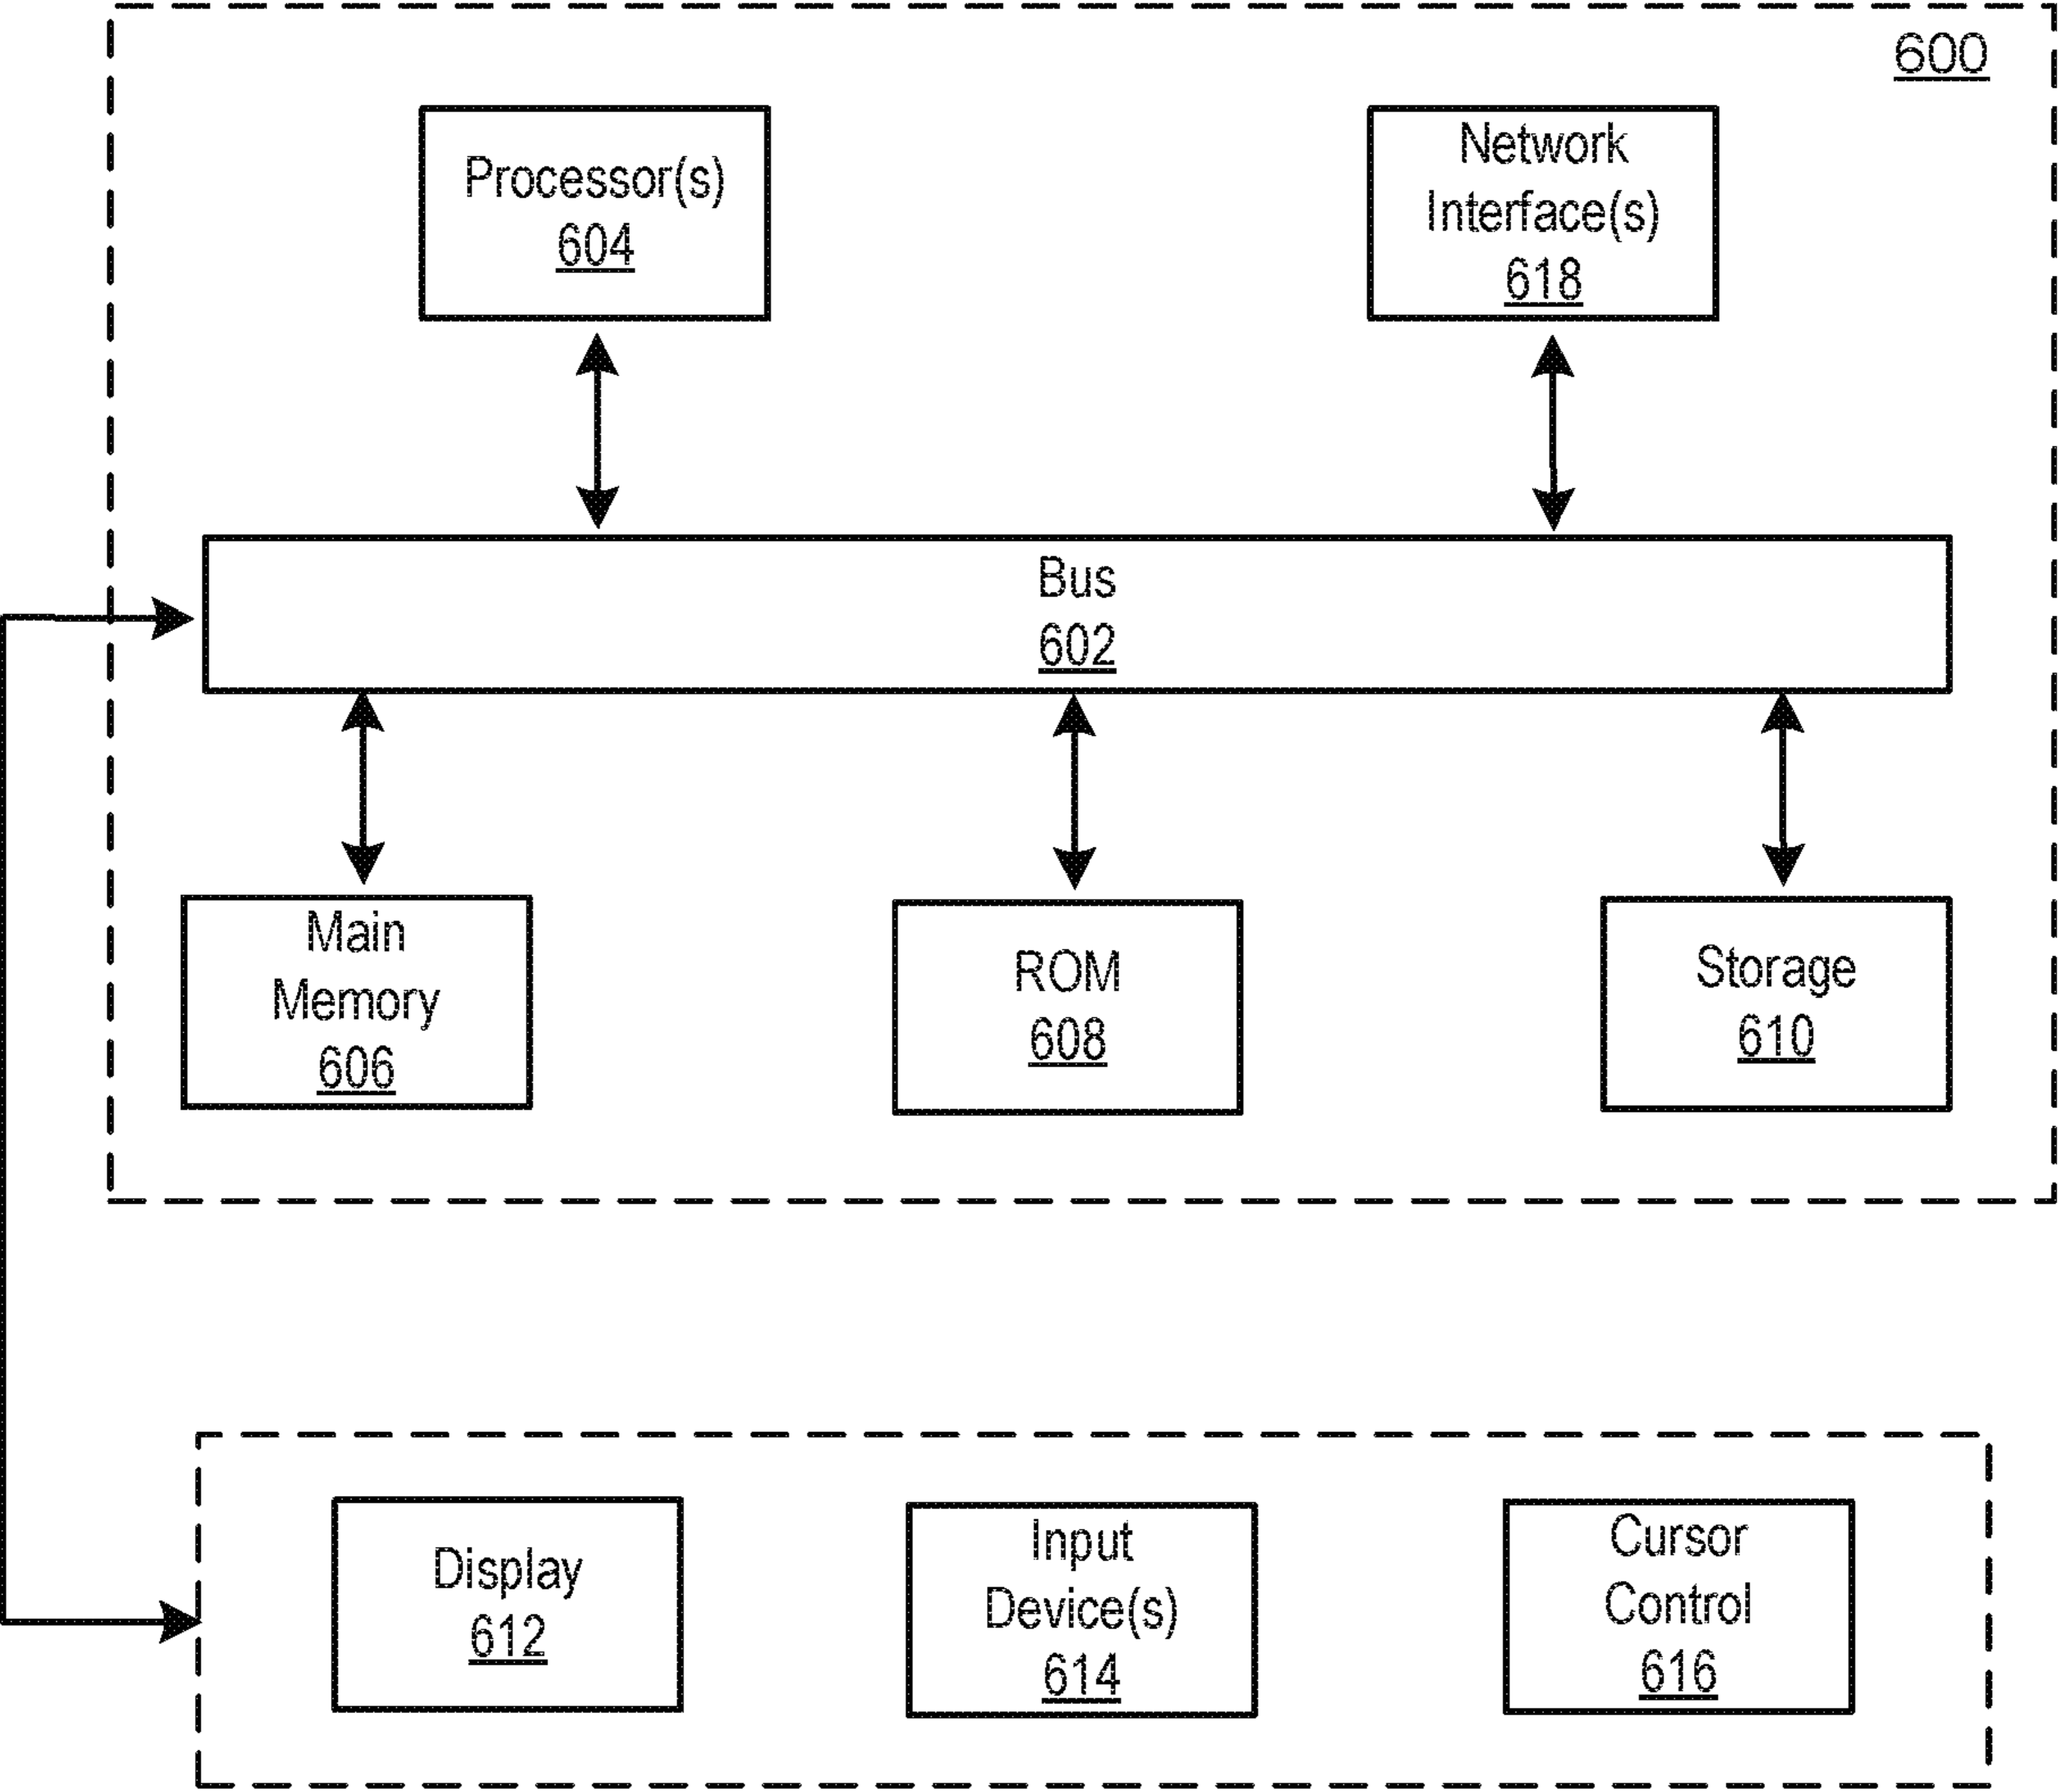 600
Processor(s)
604
Network
Interface(s)
618
Bus
602
Main
Memory
606
ROM
608
Storage
610
Display
612
Input
Device(s)
614
Cursor
Control
616